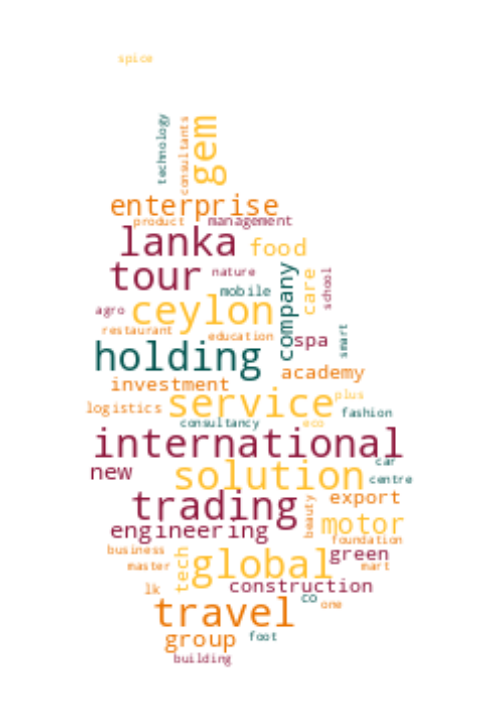 spice
technology
consultants
gem
enterprise
product
management
lanka
food
tour
nature
mobile
company
care
school
agro
ceylon
restaurant
education
spa
smart
holding
academy
investment
service
plus
logistics
fashion
consultancy
eco
international
car
new
solution
centre
trading
beauty
export
engineering
motor
foundation
business
tech
global
green
master
mart
construction
lk
co
one
travel
group
foot
building